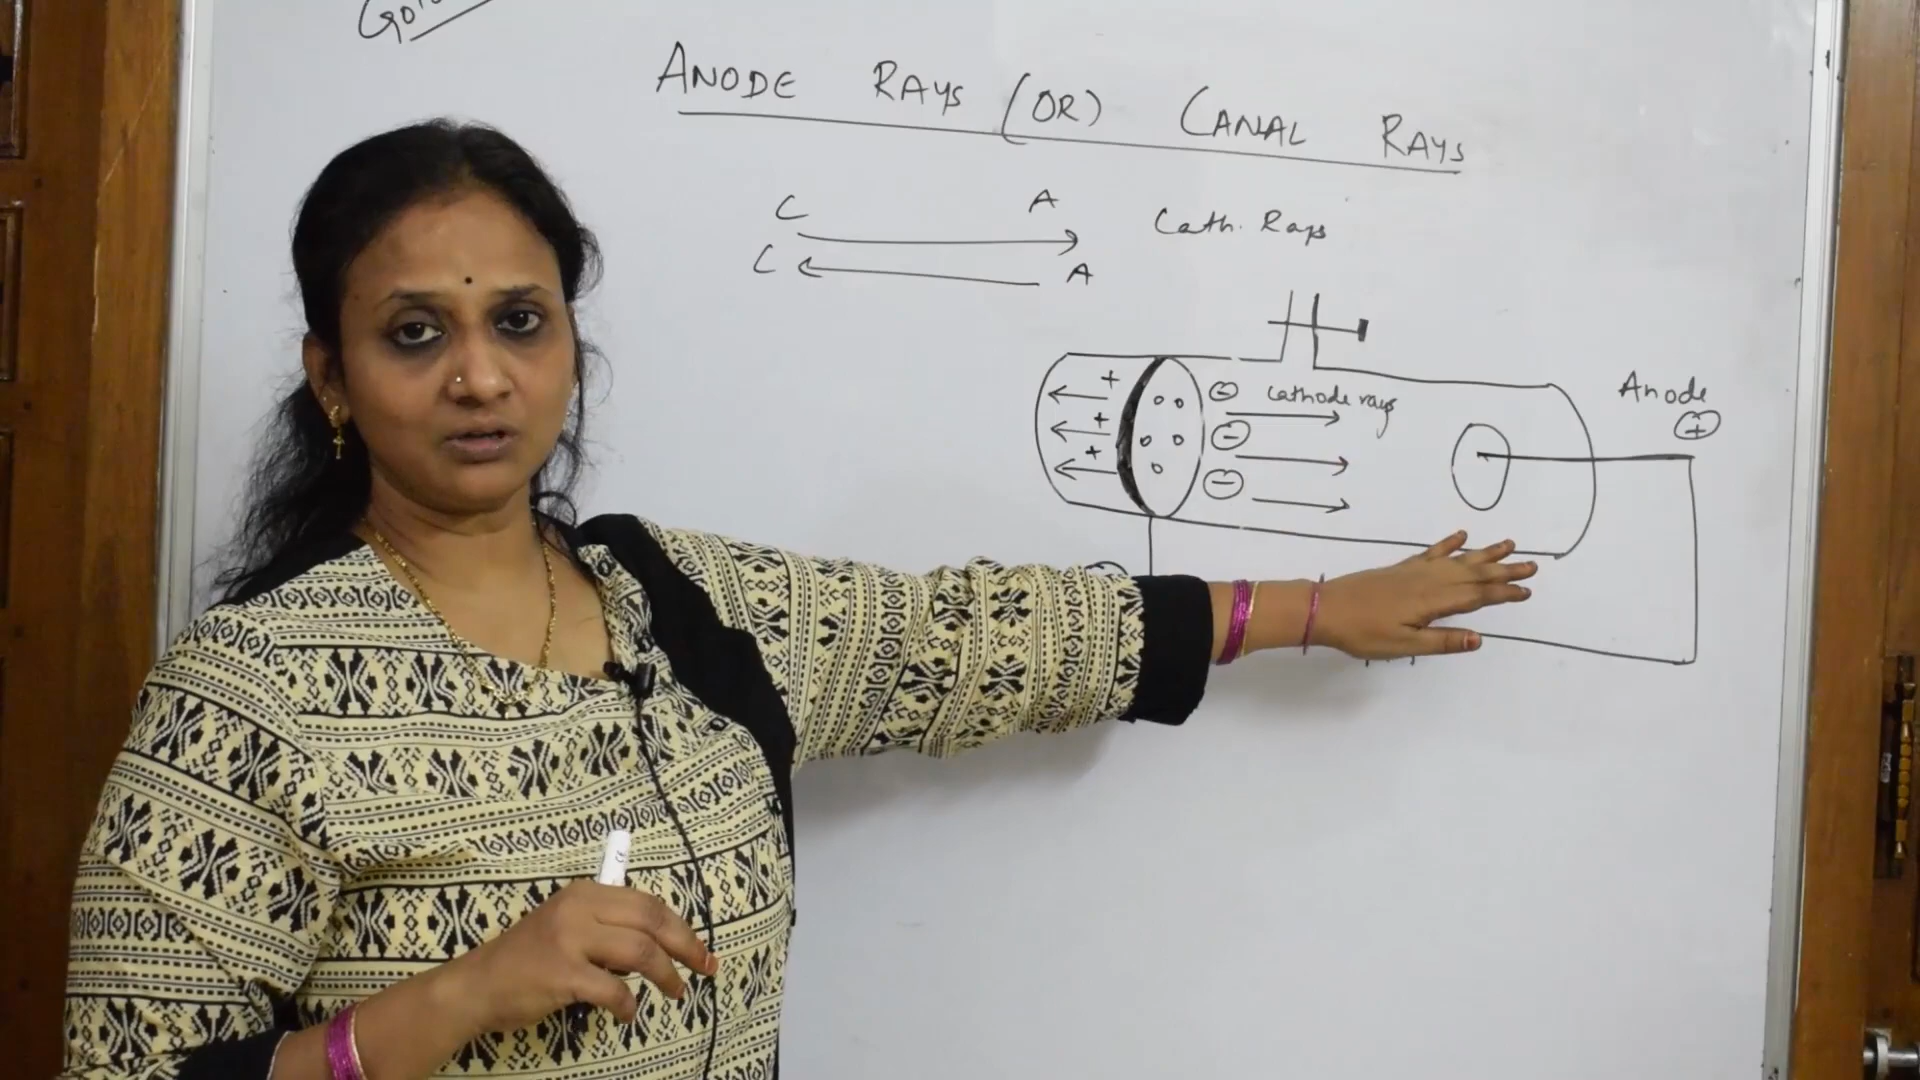 ANODE RAYS (OR) CANAL RAYS
C A Cath. Rays
C A
+ ⊖ cathode rays Anode
+ ⊖ ⊕
+ ⊖